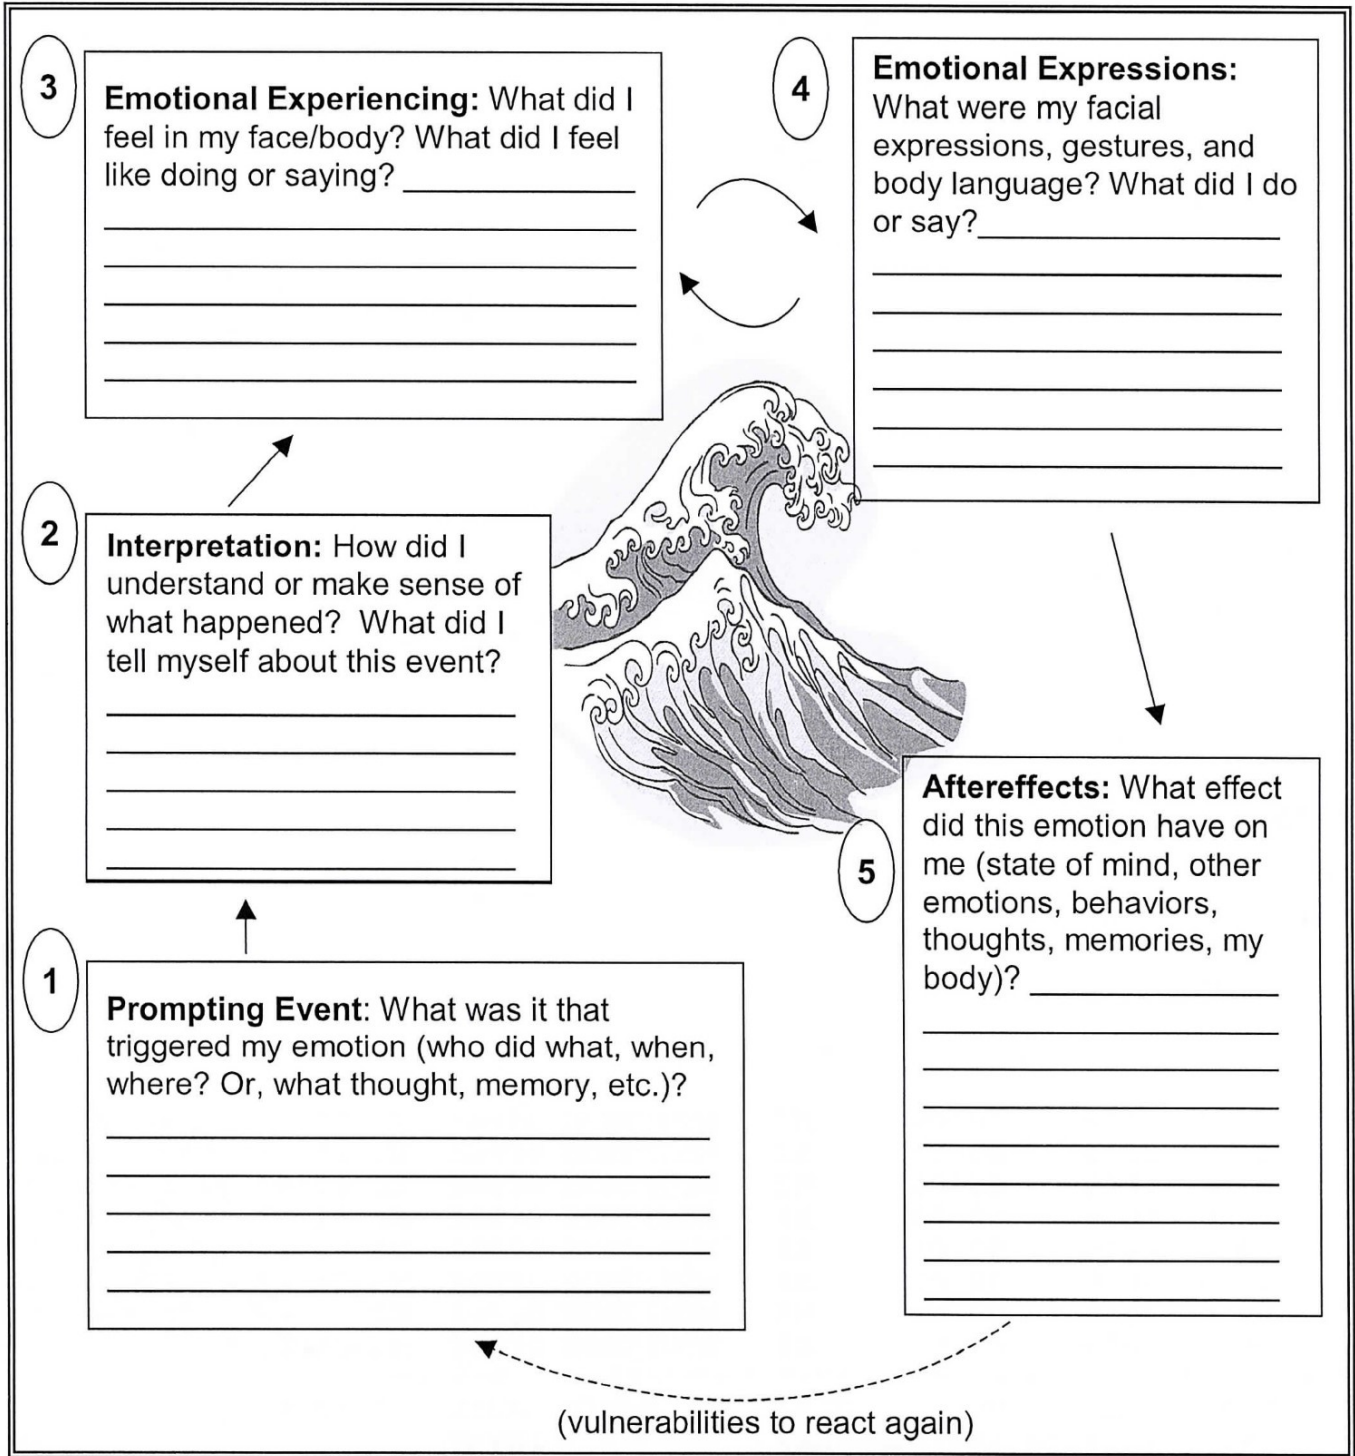 1
Prompting Event: What was it that
triggered my emotion (who did what, when,
where? Or, what thought, memory, etc.)?
2
Interpretation: How did I
understand or make sense of
what happened? What did I
tell myself about this event?
3
Emotional Experiencing: What did I
feel in my face/body? What did I feel
like doing or saying?
4
Emotional Expressions:
What were my facial
expressions, gestures, and
body language? What did I do
or say?
5
Aftereffects: What effect
did this emotion have on
me (state of mind, other
emotions, behaviors,
thoughts, memories, my
body)?
(vulnerabilities to react again)